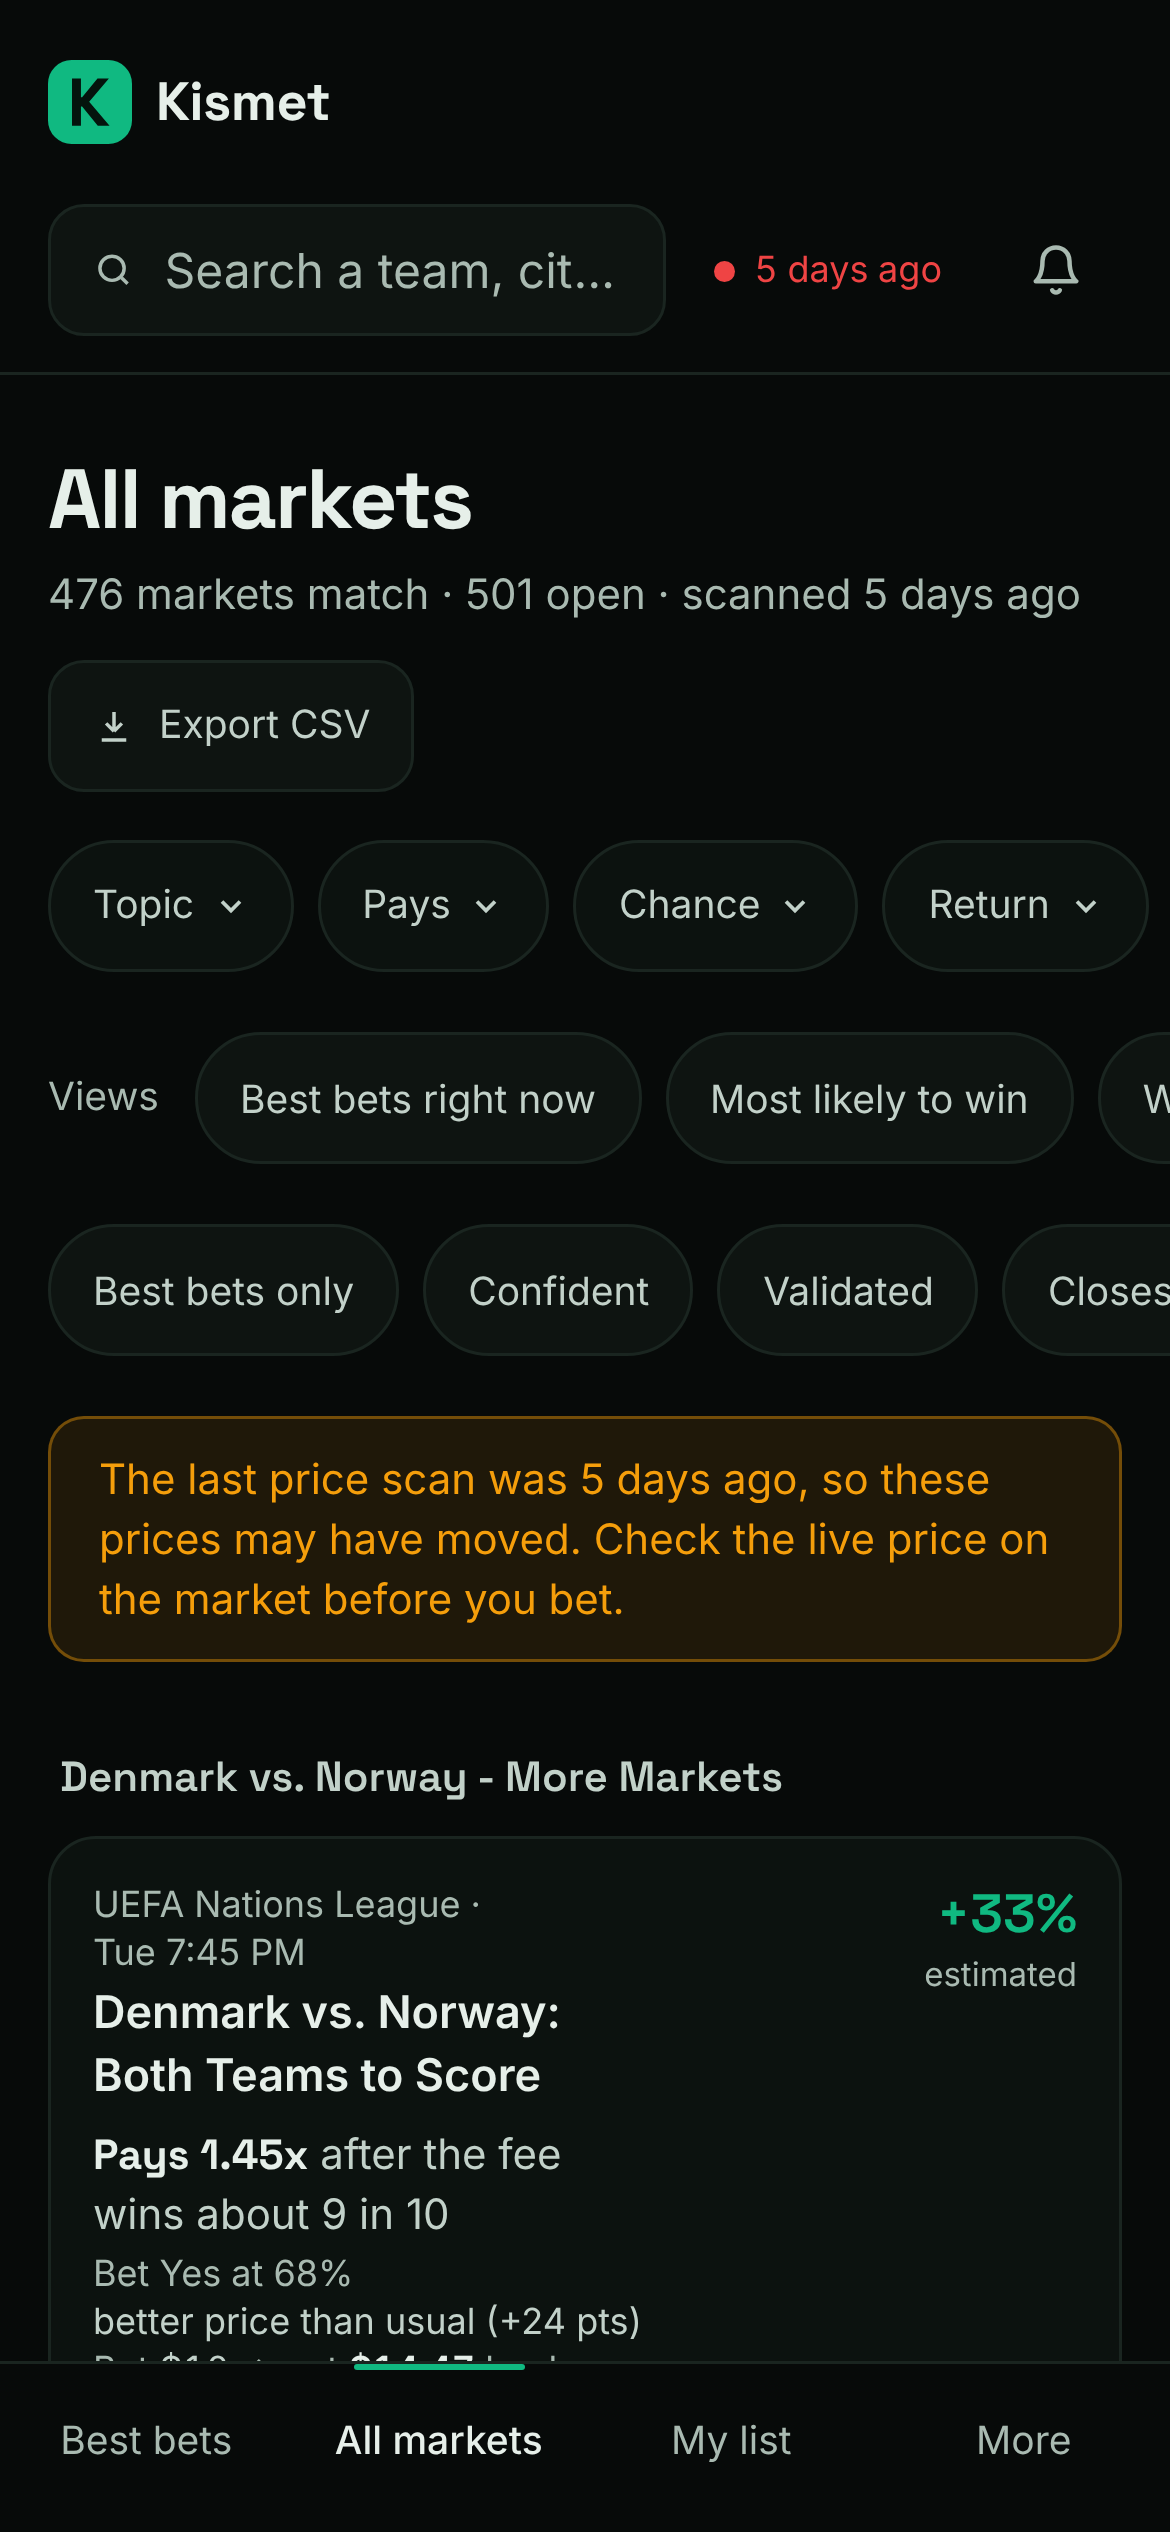 K Kismet
Search a team, cit...
5 days ago
All markets
476 markets match · 501 open · scanned 5 days ago
Export CSV
Topic
Pays
Chance
Return
Views
Best bets right now
Most likely to win
Best bets only
Confident
Validated
Closes
The last price scan was 5 days ago, so these
prices may have moved. Check the live price on
the market before you bet.
Denmark vs. Norway - More Markets
UEFA Nations League ·
Tue 7:45 PM
+33%
estimated
Denmark vs. Norway:
Both Teams to Score
Pays 1.45x after the fee
wins about 9 in 10
Bet Yes at 68%
better price than usual (+24 pts)
Best bets
All markets
My list
More